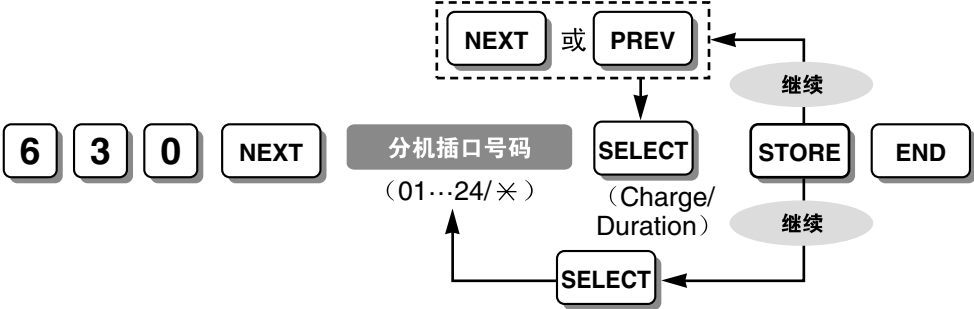 NEXT 或 PREV
继续
6 3 0 NEXT 分机插口号码 SELECT STORE END
（01…24/＊） （Charge/
Duration）
继续
SELECT